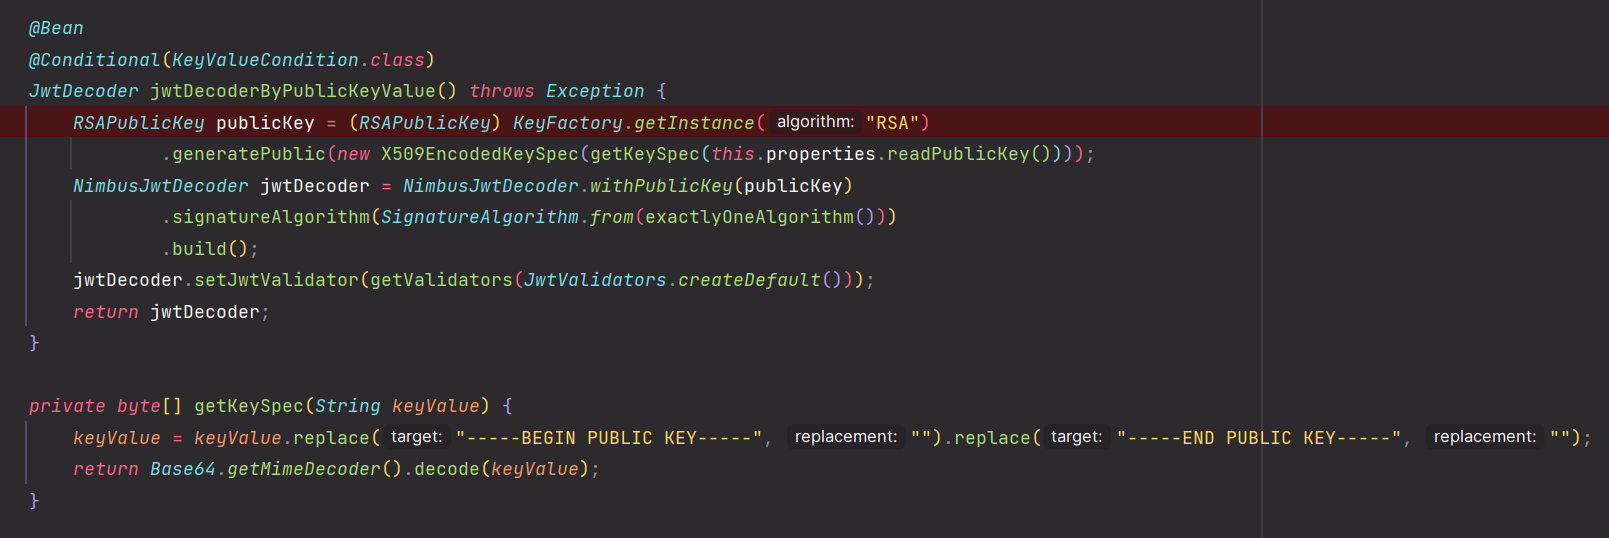 @Bean
@Conditional(KeyValueCondition.class)
JwtDecoder jwtDecoderByPublicKeyValue() throws Exception {
RSAPublicKey publicKey = (RSAPublicKey) KeyFactory.getInstance( algorithm: "RSA")
.generatePublic(new X509EncodedKeySpec(getKeySpec(this.properties.readPublicKey())));
NimbusJwtDecoder jwtDecoder = NimbusJwtDecoder.withPublicKey(publicKey)
.signatureAlgorithm(SignatureAlgorithm.from(exactlyOneAlgorithm()))
.build();
jwtDecoder.setJwtValidator(getValidators(JwtValidators.createDefault()));
return jwtDecoder;
}
private byte[] getKeySpec(String keyValue) {
keyValue = keyValue.replace( target: "-----BEGIN PUBLIC KEY-----", replacement: "").replace( target: "-----END PUBLIC KEY-----", replacement: "");
return Base64.getMimeDecoder().decode(keyValue);
}